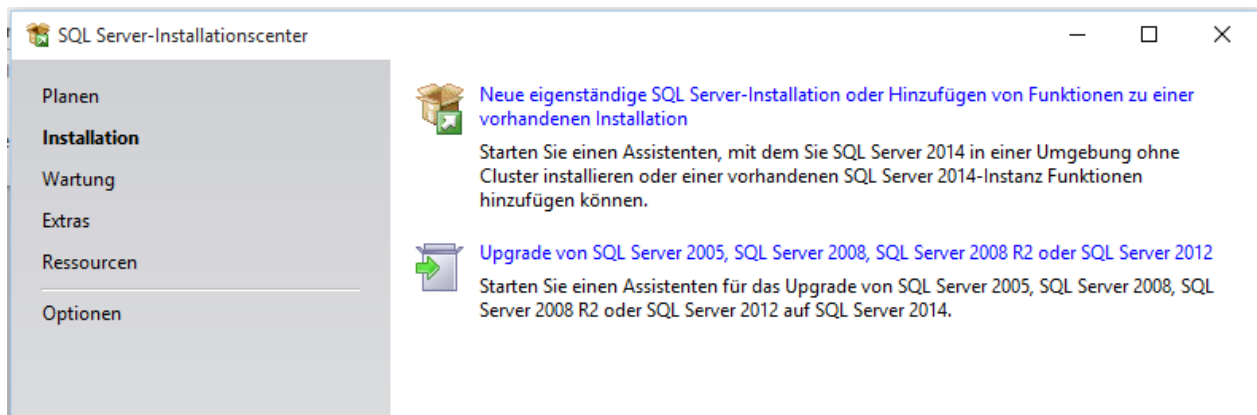 SQL Server-Installationscenter
Planen
Installation
Wartung
Extras
Ressourcen
Optionen
Neue eigenständige SQL Server-Installation oder Hinzufügen von Funktionen zu einer
vorhandenen Installation
Starten Sie einen Assistenten, mit dem Sie SQL Server 2014 in einer Umgebung ohne
Cluster installieren oder einer vorhandenen SQL Server 2014-Instanz Funktionen
hinzufügen können.
Upgrade von SQL Server 2005, SQL Server 2008, SQL Server 2008 R2 oder SQL Server 2012
Starten Sie einen Assistenten für das Upgrade von SQL Server 2005, SQL Server 2008, SQL
Server 2008 R2 oder SQL Server 2012 auf SQL Server 2014.